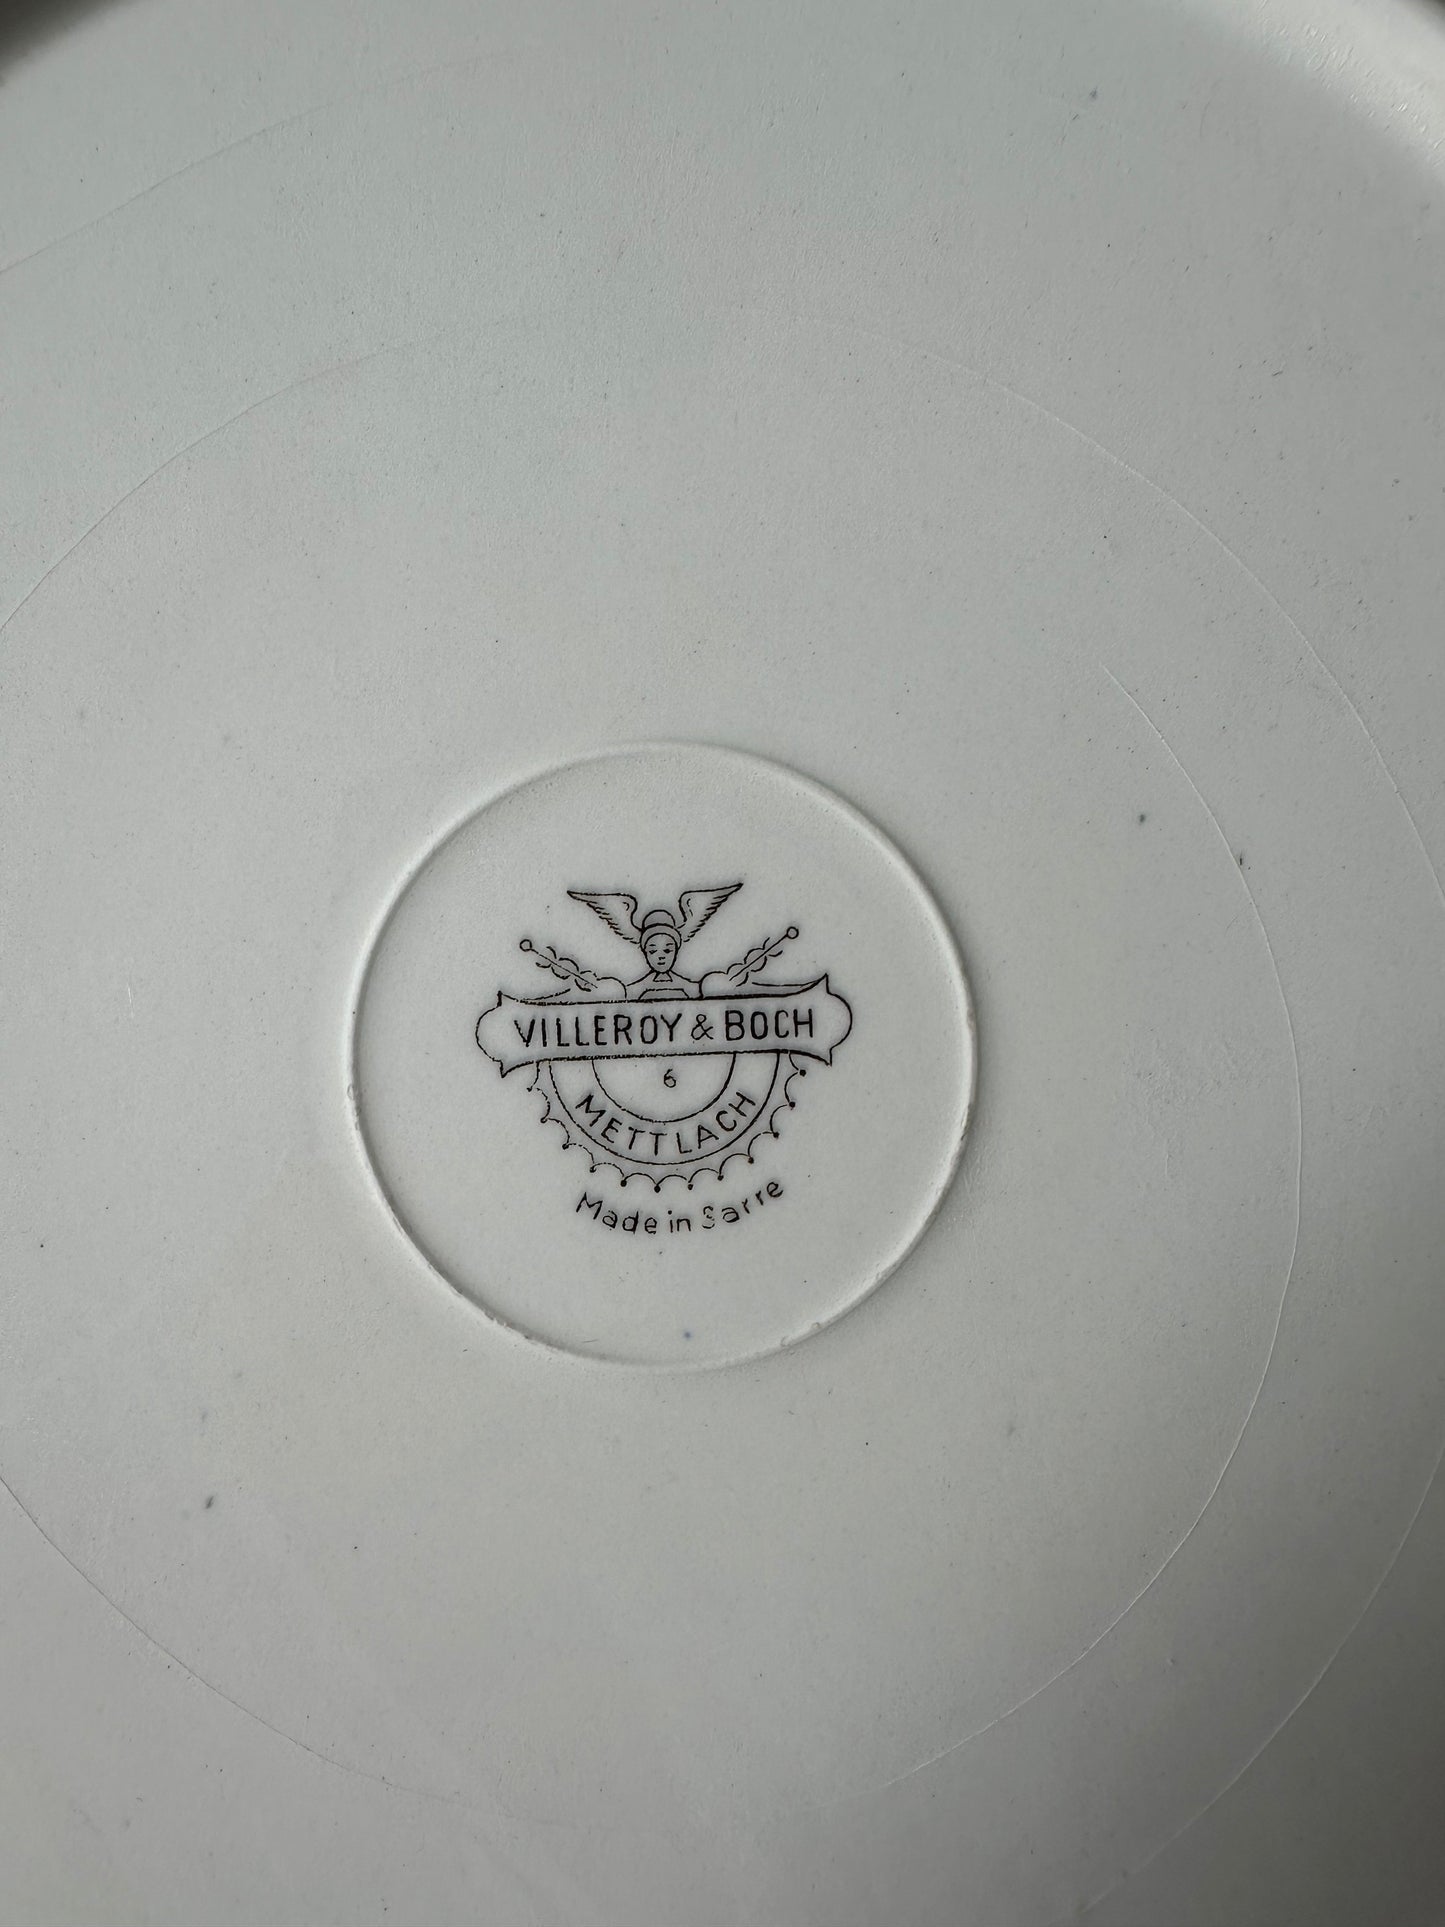 VILLEROY & BOCH
6
METTLACH
Made in Sarre